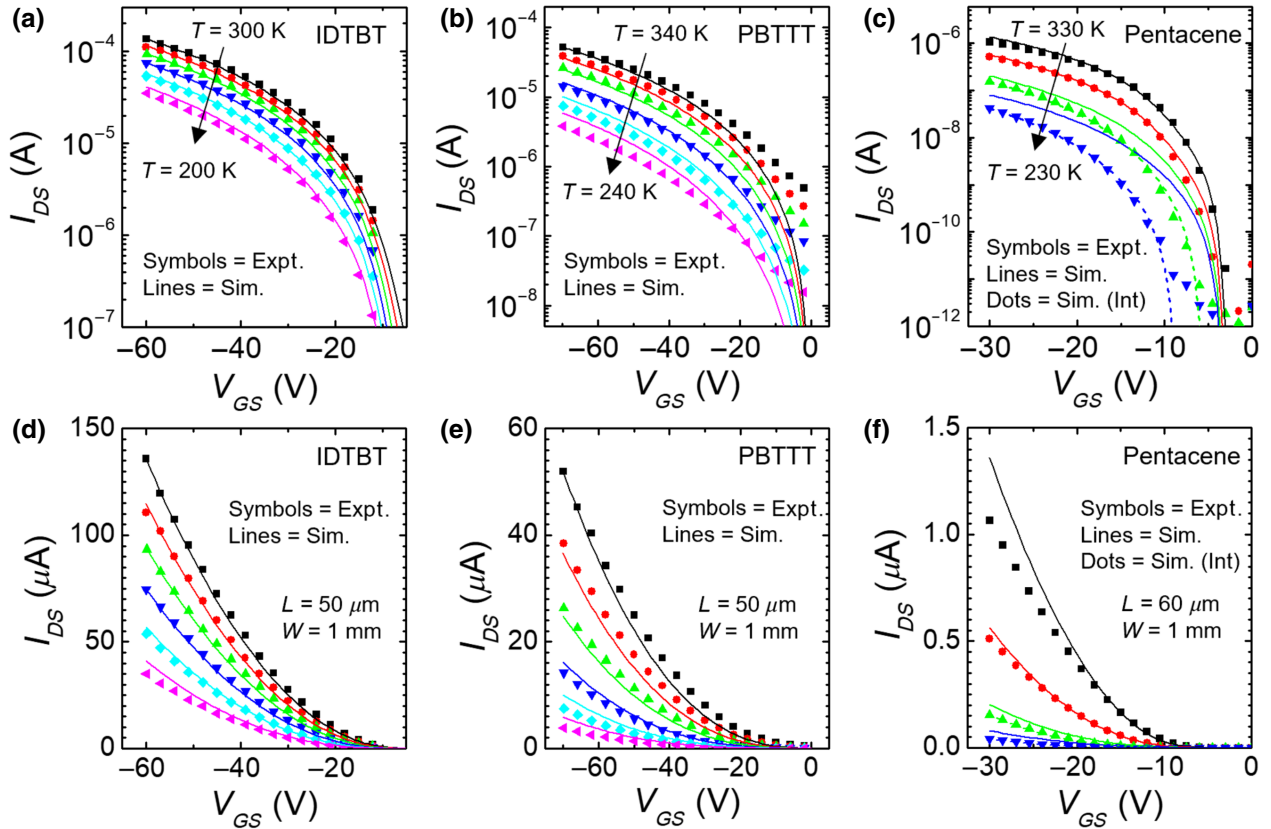 (a)
T = 300 K
IDTBT
T = 200 K
Symbols = Expt.
Lines = Sim.
10⁻⁴
10⁻⁵
10⁻⁶
10⁻⁷
I_DS (A)
−60 −40 −20
V_GS (V)
(b)
T = 340 K
PBTTT
T = 240 K
Symbols = Expt.
Lines = Sim.
10⁻⁴
10⁻⁵
10⁻⁶
10⁻⁷
10⁻⁸
I_DS (A)
−60 −40 −20 0
V_GS (V)
(c)
T = 330 K
Pentacene
T = 230 K
Symbols = Expt.
Lines = Sim.
Dots = Sim. (Int)
10⁻⁶
10⁻⁸
10⁻¹⁰
10⁻¹²
I_DS (A)
−30 −20 −10 0
V_GS (V)
(d)
IDTBT
Symbols = Expt.
Lines = Sim.
L = 50 μm
W = 1 mm
150
100
50
0
I_DS (μA)
−60 −40 −20
V_GS (V)
(e)
PBTTT
Symbols = Expt.
Lines = Sim.
L = 50 μm
W = 1 mm
60
40
20
0
I_DS (μA)
−60 −40 −20 0
V_GS (V)
(f)
Pentacene
Symbols = Expt.
Lines = Sim.
Dots = Sim. (Int)
L = 60 μm
W = 1 mm
1.5
1.0
0.5
0.0
I_DS (μA)
−30 −20 −10 0
V_GS (V)